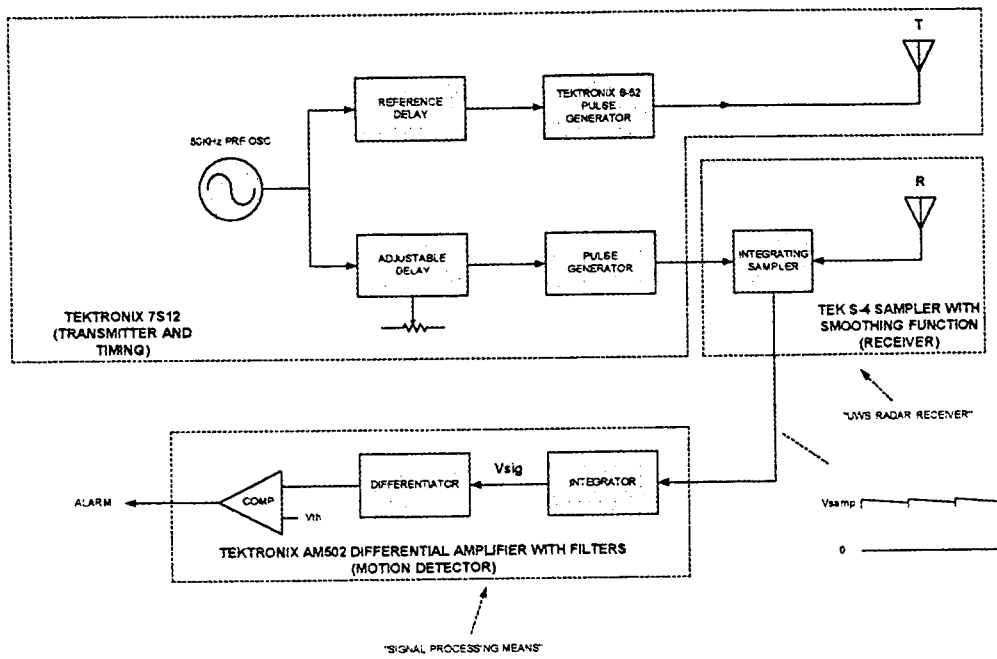 T
REFERENCE
DELAY
TEKTRONIX S-52
PULSE
GENERATOR
50KHz PRF OSC
R
ADJUSTABLE
DELAY
PULSE
GENERATOR
INTEGRATING
SAMPLER
TEKTRONIX 7S12
(TRANSMITTER AND
TIMING)
TEK S-4 SAMPLER WITH
SMOOTHING FUNCTION
(RECEIVER)
"UWB RADAR RECEIVER"
ALARM
COMP
Vth
DIFFERENTIATOR
Vsig
INTEGRATOR
Vsamp
0
TEKTRONIX AM502 DIFFERENTIAL AMPLIFIER WITH FILTERS
(MOTION DETECTOR)
"SIGNAL PROCESSING MEANS"